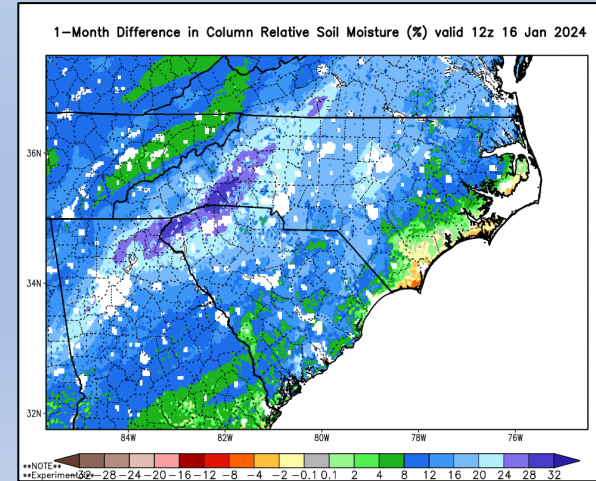 1-Month Difference in Column Relative Soil Moisture (%) valid 12z 16 Jan 2024
36N
34N
32N
84W 82W 80W 78W 76W
**NOTE**
**Experimental -28 -24 -20 -16 -12 -8 -4 -2 -0.1 0.1 2 4 8 12 16 20 24 28 32